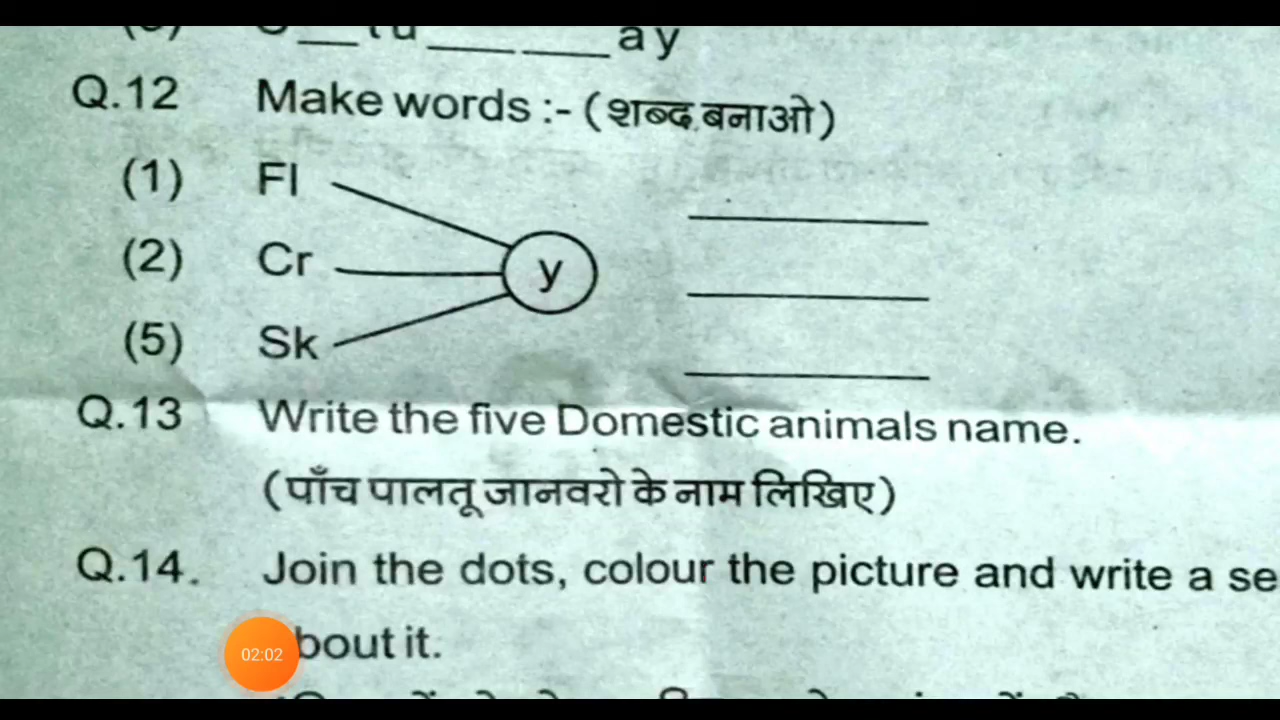 ay
Q.12 Make words :- (शब्द बनाओ)
(1) Fl
(2) Cr
y
(5) Sk
Q.13 Write the five Domestic animals name.
(पाँच पालतू जानवरो के नाम लिखिए)
Q.14. Join the dots, colour the picture and write a se
bout it.
02:02